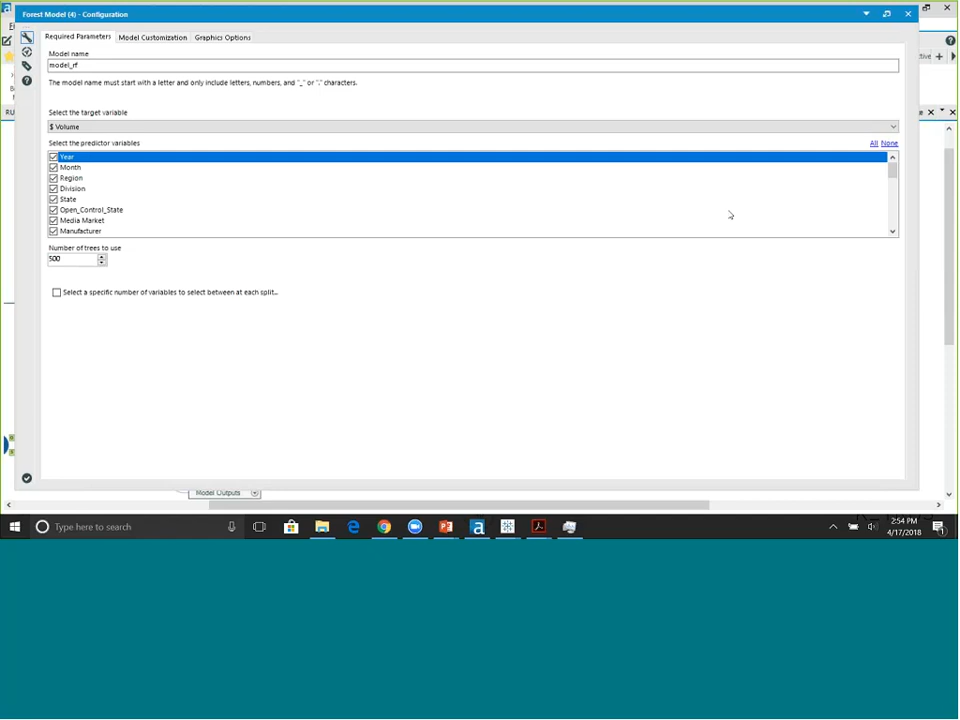 Forest Model (4) - Configuration
Required Parameters
Model Customization
Graphics Options
Model name
model_rf
The model name must start with a letter and only include letters, numbers, and "_" or "." characters.
Select the target variable
$ Volume
Select the predictor variables
All
None
Year
Month
Region
Division
State
Open_Control_State
Media Market
Manufacturer
Number of trees to use
500
Select a specific number of variables to select between at each split...
RU
Model Outputs
Type here to search
2:54 PM
4/17/2018